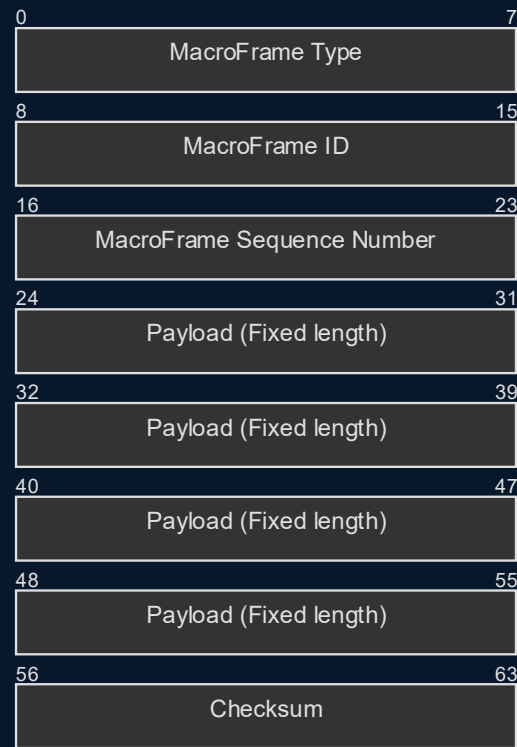 0 7
MacroFrame Type
8 15
MacroFrame ID
16 23
MacroFrame Sequence Number
24 31
Payload (Fixed length)
32 39
Payload (Fixed length)
40 47
Payload (Fixed length)
48 55
Payload (Fixed length)
56 63
Checksum